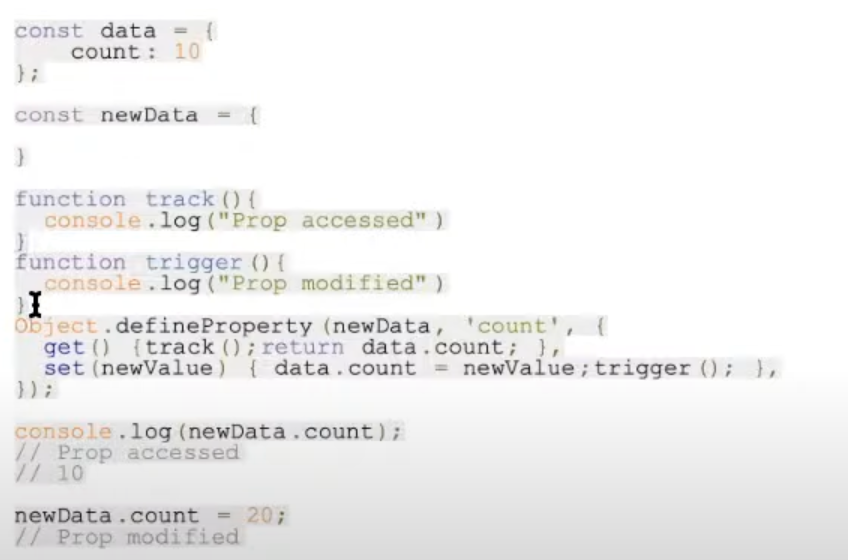 const data = {
    count: 10
};
const newData = {
}
function track(){
  console.log("Prop accessed")
}
function trigger(){
  console.log("Prop modified")
}
Object.defineProperty(newData, 'count', {
  get() {track();return data.count; },
  set(newValue) { data.count = newValue;trigger(); },
});
console.log(newData.count);
// Prop accessed
// 10
newData.count = 20;
// Prop modified